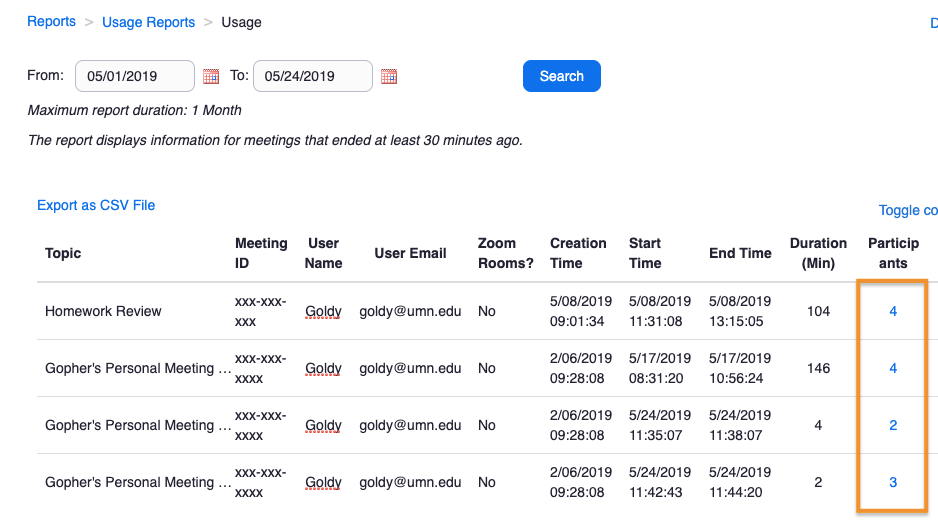 Reports > Usage Reports > Usage
D
From: 05/01/2019 To: 05/24/2019 Search
Maximum report duration: 1 Month
The report displays information for meetings that ended at least 30 minutes ago.
Export as CSV File
Toggle co
Topic Meeting ID User Name User Email Zoom Rooms? Creation Time Start Time End Time Duration (Min) Particip ants
Homework Review xxx-xxx- xxx Goldy goldy@umn.edu No 5/08/2019 09:01:34 5/08/2019 11:31:08 5/08/2019 13:15:05 104 4
Gopher's Personal Meeting ... xxx-xxx- xxxx Goldy goldy@umn.edu No 2/06/2019 09:28:08 5/17/2019 08:31:20 5/17/2019 10:56:24 146 4
Gopher's Personal Meeting ... xxx-xxx- xxxx Goldy goldy@umn.edu No 2/06/2019 09:28:08 5/24/2019 11:35:07 5/24/2019 11:38:07 4 2
Gopher's Personal Meeting ... xxx-xxx- xxxx Goldy goldy@umn.edu No 2/06/2019 09:28:08 5/24/2019 11:42:43 5/24/2019 11:44:20 2 3